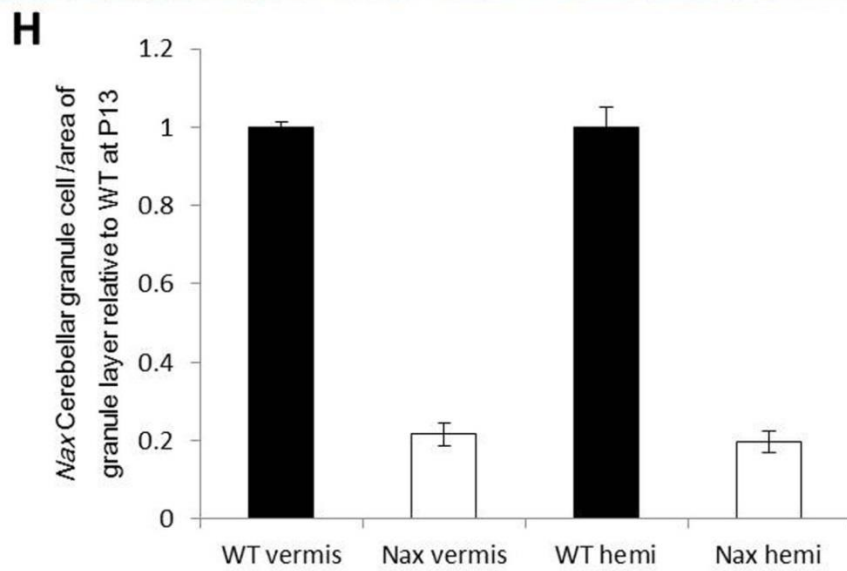 H
Nax Cerebellar granule cell /area of
granule layer relative to WT at P13
1.2
1
0.8
0.6
0.4
0.2
0
WT vermis Nax vermis WT hemi Nax hemi